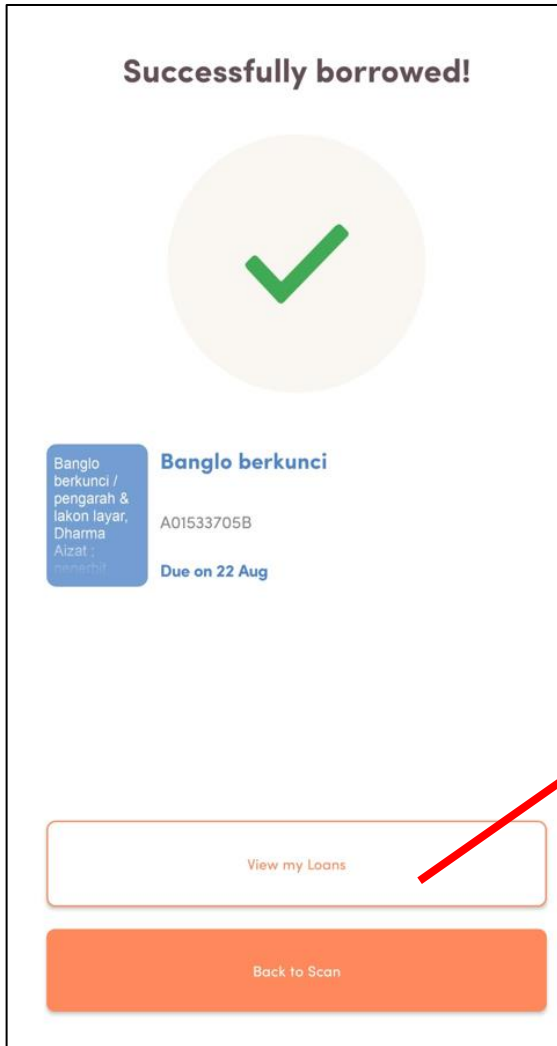 Successfully borrowed!
Banglo
berkunci /
pengarah &
lakon layar,
Dharma
Aizat ;
penerbit
Banglo berkunci
A01533705B
Due on 22 Aug
View my Loans
Back to Scan